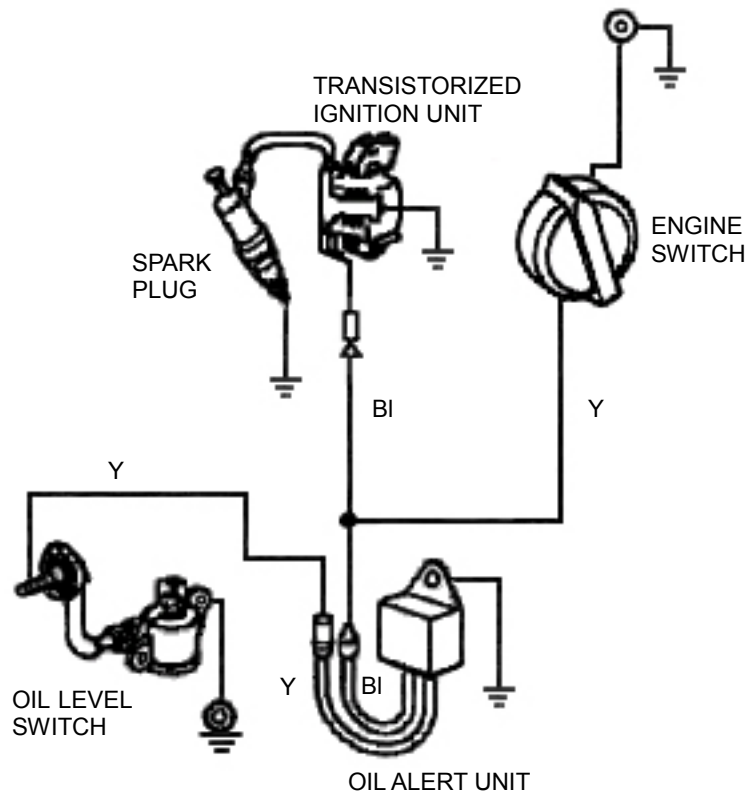 TRANSISTORIZED
IGNITION UNIT
ENGINE
SWITCH
SPARK
PLUG
Bl
Y
Y
OIL LEVEL
SWITCH
Y
Bl
OIL ALERT UNIT